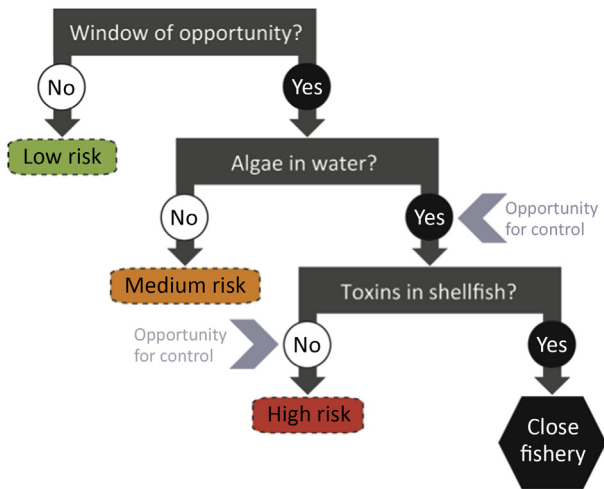 Window of opportunity?
No
Yes
Low risk
Algae in water?
No
Yes
Opportunity
for control
Medium risk
Toxins in shellfish?
Opportunity
for control
No
Yes
High risk
Close
fishery